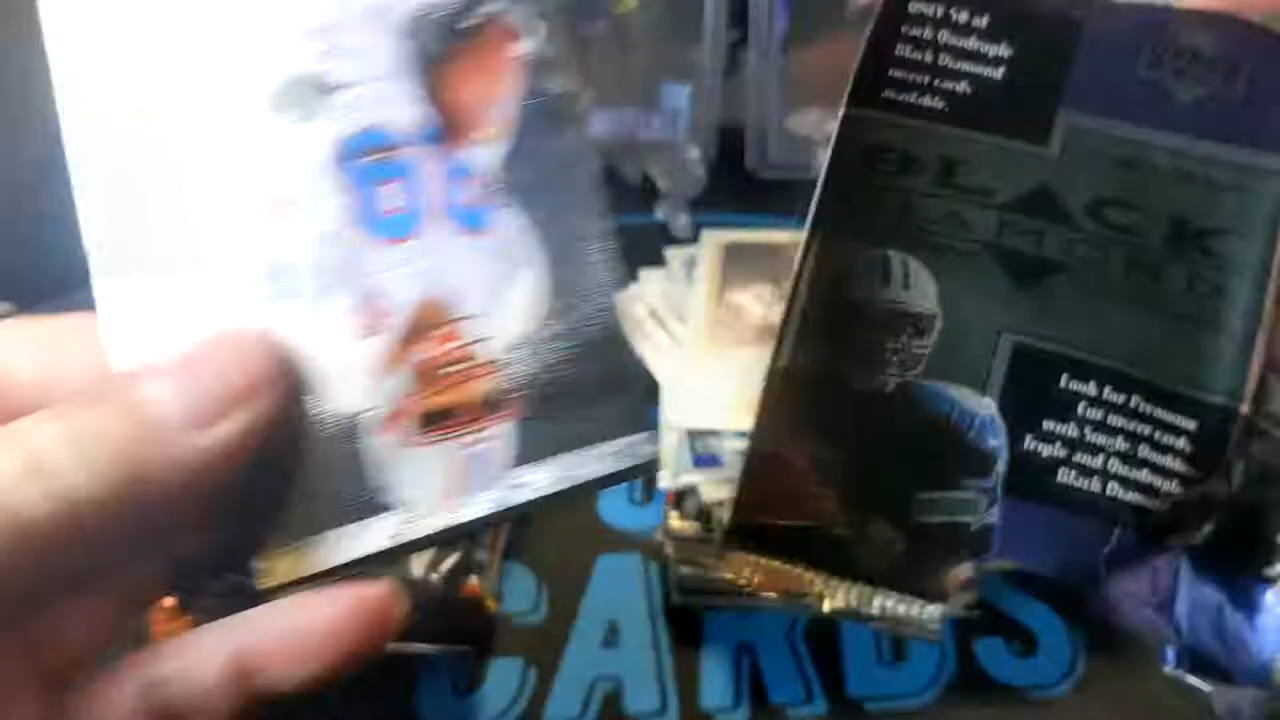 ONLY 50 of
each Quadruple
Black Diamond
insert cards
available.
BLACK
DIAMOND
Look for Premium
Cut insert cards
with Single, Double,
Triple and Quadruple
Black
CARDS